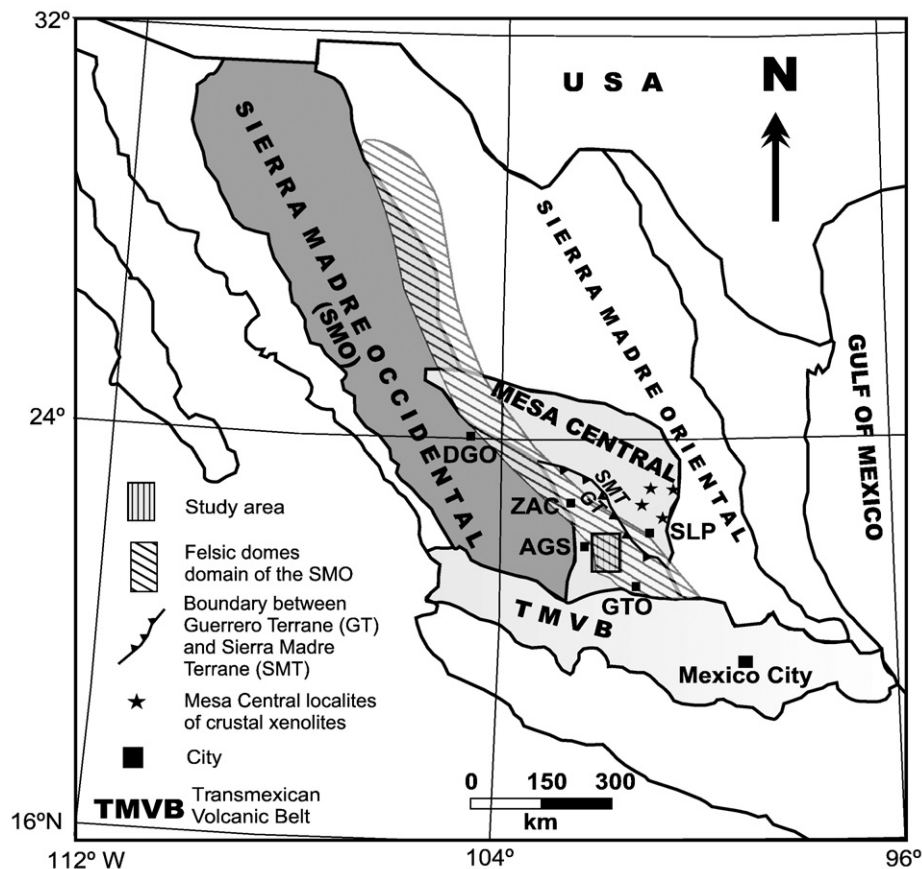 32º
U S A
N
SIERRA MADRE OCCIDENTAL
(SMO)
SIERRA MADRE ORIENTAL
GULF OF MEXICO
24º
MESA CENTRAL
DGO
SMT
GT
ZAC
SLP
AGS
GTO
TMVB
Mexico City
Study area
Felsic domes
domain of the SMO
Boundary between
Guerrero Terrane (GT)
and Sierra Madre
Terrane (SMT)
Mesa Central localites
of crustal xenolites
City
TMVB Transmexican
Volcanic Belt
0 150 300
km
16ºN
112º W
104º
96º